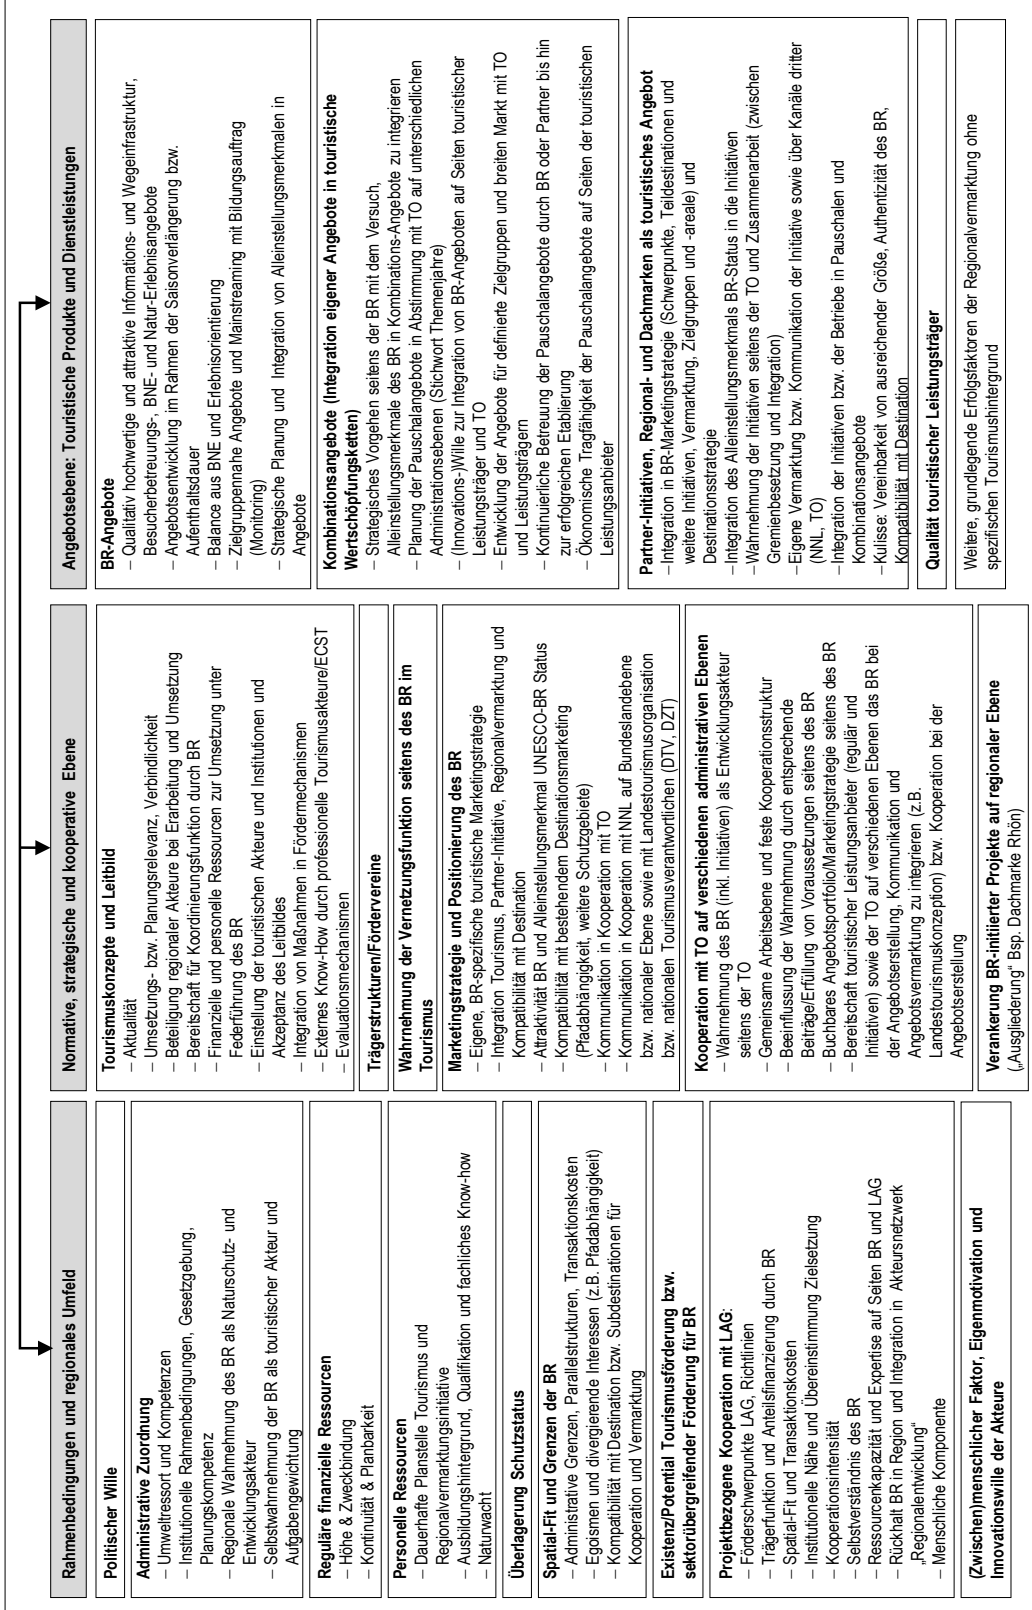 Rahmenbedingungen und regionales Umfeld
Politischer Wille
Administrative Zuordnung
– Umweltressort und Kompetenzen
– Institutionelle Rahmenbedingungen, Gesetzgebung,
Planungskompetenz
– Regionale Wahrnehmung des BR als Naturschutz- und
Entwicklungsakteur
– Selbstwahrnehmung der BR als touristischer Akteur und
Aufgabengewichtung
Reguläre finanzielle Ressourcen
– Höhe & Zweckbindung
– Kontinuität & Planbarkeit
Personelle Ressourcen
– Dauerhaffe Planstelle Tourismus und
Regionalvermarktungsinitiative
– Ausbildungshintergrund, Qualifikation und fachliches Know-how
– Naturwacht
Überlagerung Schutzstatus
Spatial-Fit und Grenzen der BR
– Administrative Grenzen, Parallelstrukturen, Transaktionskosten
– Egoismen und divergierende Interessen (z.B. Pfadabhängigkeit)
– Kompatibilität mit Destination bzw. Subdestinationen für
Kooperation und Vermarktung
Existenz/Potential Tourismusförderung bzw.
sektorübergreifender Förderung für BR
Projektbezogene Kooperation mit LAG:
– Förderschwerpunkte LAG, Richtlinien
– Trägerfunktion und Anteilsfinanzierung durch BR
– Spatial-Fit und Transaktionskosten
– Institutionelle Nähe und Übereinstimmung Zielsetzung
– Kooperationsintensität
– Selbstverständnis des BR
– Ressourcenkapazität und Expertise auf Seiten BR und LAG
– Rückhalt BR in Region und Integration in Akteursnetzwerk
„Regionalentwicklung“
– Menschliche Komponente
(Zwischen)menschlicher Faktor, Eigenmotivation und
Innovationswille der Akteure
Normative, strategische und kooperative Ebene
Tourismuskonzepte und Leitbild
– Aktualität
– Umsetzungs- bzw. Planungsrelevanz, Verbindlichkeit
– Beteiligung regionaler Akteure bei Erarbeitung und Umsetzung
– Bereitschaft für Koordinierungsfunktion durch BR
– Finanzielle und personelle Ressourcen zur Umsetzung unter
Federführung des BR
– Einstellung der touristischen Akteure und Institutionen und
Akzeptanz des Leitbildes
– Integration von Maßnahmen in Fördermechanismen
– Externes Know-How durch professionelle Tourismusakteure/ECST
– Evaluationsmechanismen
Trägerstrukturen/Fördervereine
Wahrnehmung der Vernetzungsfunktion seitens des BR im
Tourismus
Marketingstrategie und Positionierung des BR
– Eigene, BR-spezifische touristische Marketingstrategie
– Integration Tourismus, Partner-Initiative, Regionalvermarktung und
Kompatibilität mit Destination
– Attraktivität BR und Alleinstellungsmerkmal UNESCO-BR Status
– Kompatibilität mit bestehendem Destinationsmarketing
(Pfadabhängigkeit, weitere Schutzgebiete)
– Kommunikation in Kooperation mit TO
– Kommunikation in Kooperation mit NNL auf Bundeslandebene
bzw. nationaler Ebene sowie mit Landestourismusorganisation
bzw. nationalen Tourismusverantwortlichen (DTV, DZT)
Kooperation mit TO auf verschiedenen administrativen Ebenen
– Wahrnehmung des BR (inkl. Initiativen) als Entwicklungsakteur
seitens der TO
– Gemeinsame Arbeitsebene und feste Kooperationsstruktur
– Beeinflussung der Wahrnehmung durch entsprechende
Beiträge/Erfüllung von Voraussetzungen seitens des BR
– Buchbares Angebotsportfolio/Marketingstrategie seitens des BR
– Bereitschaft touristischer Leistungsanbieter (regulär und
Initiativen) sowie der TO auf verschiedenen Ebenen das BR bei
der Angebotserstellung, Kommunikation und
Angebotsvermarktung zu integrieren (z.B.
Landestourismuskonzeption) bzw. Kooperation bei der
Angebotserstellung
Verankerung BR-initiierter Projekte auf regionaler Ebene
(„Ausgliederung“ Bsp. Dachmarke Rhön)
Angebotsebene: Touristische Produkte und Dienstleistungen
BR-Angebote
– Qualitativ hochwertige und attraktive Informations- und Wegeinfrastruktur,
Besucherbetreuungs-, BNE- und Natur-Erlebnisangebote
– Angebotsentwicklung im Rahmen der Saisonverlängerung bzw.
Aufenthaltsdauer
– Balance aus BNE und Erlebnisorientierung
– Zielgruppennahe Angebote und Mainstreaming mit Bildungsauftrag
(Monitoring)
– Strategische Planung und Integration von Alleinstellungsmerkmalen in
Angebote
Kombinationsangebote (Integration eigener Angebote in touristische
Wertschöpfungsketten)
– Strategisches Vorgehen seitens der BR mit dem Versuch,
Alleinstellungsmerkmale des BR in Kombinations-Angebote zu integrieren
– Planung der Pauschalangebote in Abstimmung mit TO auf unterschiedlichen
Administrationsebenen (Stichwort Themenjahre)
– (Innovations-)Wille zur Integration von BR-Angeboten auf Seiten touristischer
Leistungsträger und TO
– Entwicklung der Angebote für definierte Zielgruppen und breiten Markt mit TO
und Leistungsträgern
– Kontinuierliche Betreuung der Pauschalangebote durch BR oder Partner bis hin
zur erfolgreichen Etablierung
– Ökonomische Tragfähigkeit der Pauschalangebote auf Seiten der touristischen
Leistungsanbieter
Partner-Initiativen, Regional- und Dachmarken als touristisches Angebot
– Integration in BR-Marketingstrategie (Schwerpunkte, Teildestinationen und
weitere Initiativen, Vermarktung, Zielgruppen und -areale) und
Destinationsstrategie
– Integration des Alleinstellungsmerkmals BR-Status in die Initiativen
– Wahrnehmung der Initiativen seitens der TO und Zusammenarbeit (zwischen
Gremienbesetzung und Integration)
– Eigene Vermarktung bzw. Kommunikation der Initiative sowie über Kanäle dritter
(NNL, TO)
– Integration der Initiativen bzw. der Betriebe in Pauschalen und
Kombinationsangebote
– Kulisse: Vereinbarkeit von ausreichender Größe, Authentizität des BR,
Kompatibilität mit Destination
Qualität touristischer Leistungsträger
Weitere, grundlegende Erfolgsfaktoren der Regionalvermarktung ohne
spezifischen Tourismushintergrund